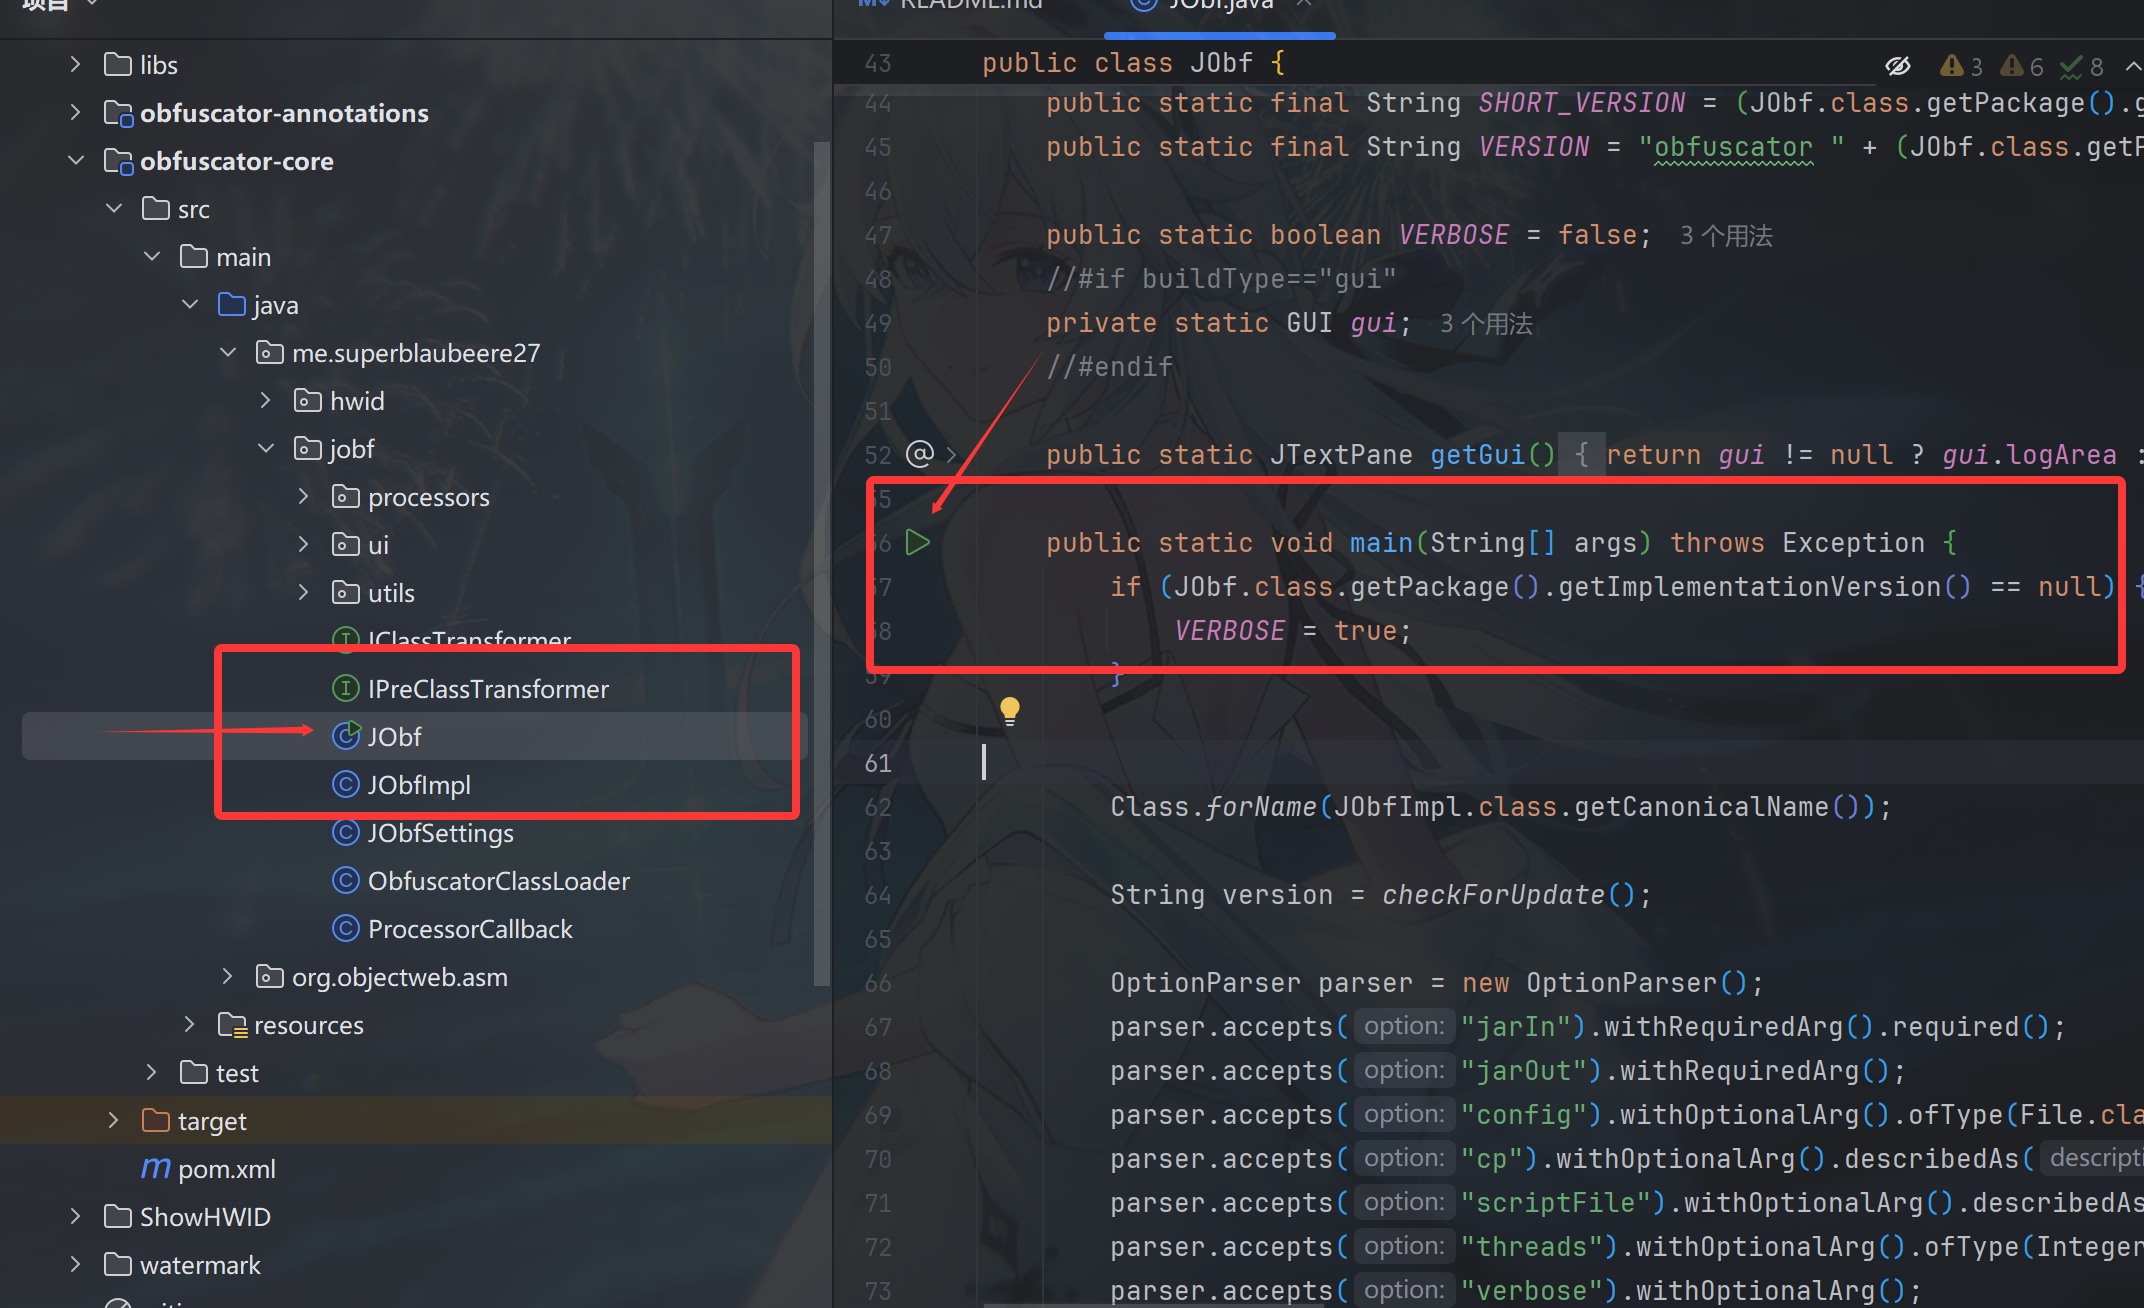 项目
libs
obfuscator-annotations
obfuscator-core
src
main
java
me.superblaubeere27
hwid
jobf
processors
ui
utils
IClassTransformer
IPreClassTransformer
JObf
JObfImpl
JObfSettings
ObfuscatorClassLoader
ProcessorCallback
org.objectweb.asm
resources
test
target
pom.xml
ShowHWID
watermark
README.md
JObf.java
3 6 8
43 public class JObf {
44 public static final String SHORT_VERSION = (JObf.class.getPackage().g
45 public static final String VERSION = "obfuscator " + (JObf.class.getP
46
47 public static boolean VERBOSE = false; 3 个用法
48 //#if buildType=="gui"
49 private static GUI gui; 3 个用法
50 //#endif
51
52 @ public static JTextPane getGui() { return gui != null ? gui.logArea :
55
56 public static void main(String[] args) throws Exception {
57 if (JObf.class.getPackage().getImplementationVersion() == null) {
58 VERBOSE = true;
59 }
60
61
62 Class.forName(JObfImpl.class.getCanonicalName());
63
64 String version = checkForUpdate();
65
66 OptionParser parser = new OptionParser();
67 parser.accepts( option: "jarIn").withRequiredArg().required();
68 parser.accepts( option: "jarOut").withRequiredArg();
69 parser.accepts( option: "config").withOptionalArg().ofType(File.cla
70 parser.accepts( option: "cp").withOptionalArg().describedAs( descripti
71 parser.accepts( option: "scriptFile").withOptionalArg().describedAs
72 parser.accepts( option: "threads").withOptionalArg().ofType(Integer
73 parser.accepts( option: "verbose").withOptionalArg();